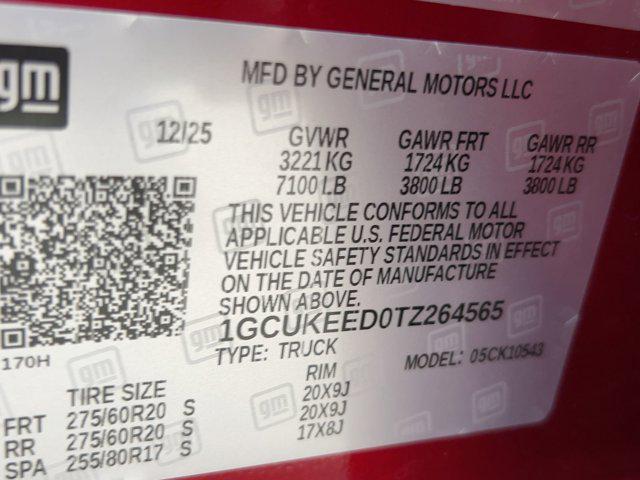 gm
MFD BY GENERAL MOTORS LLC
12/25 GVWR GAWR FRT GAWR RR
3221 KG 1724 KG 1724 KG
7100 LB 3800 LB 3800 LB
THIS VEHICLE CONFORMS TO ALL
APPLICABLE U.S. FEDERAL MOTOR
VEHICLE SAFETY STANDARDS IN EFFECT
ON THE DATE OF MANUFACTURE
SHOWN ABOVE.
1GCUKEED0TZ264565
170H TYPE: TRUCK MODEL: 05CK10543
TIRE SIZE RIM
FRT 275/60R20 S 20X9J
RR 275/60R20 S 20X9J
SPA 255/80R17 S 17X8J